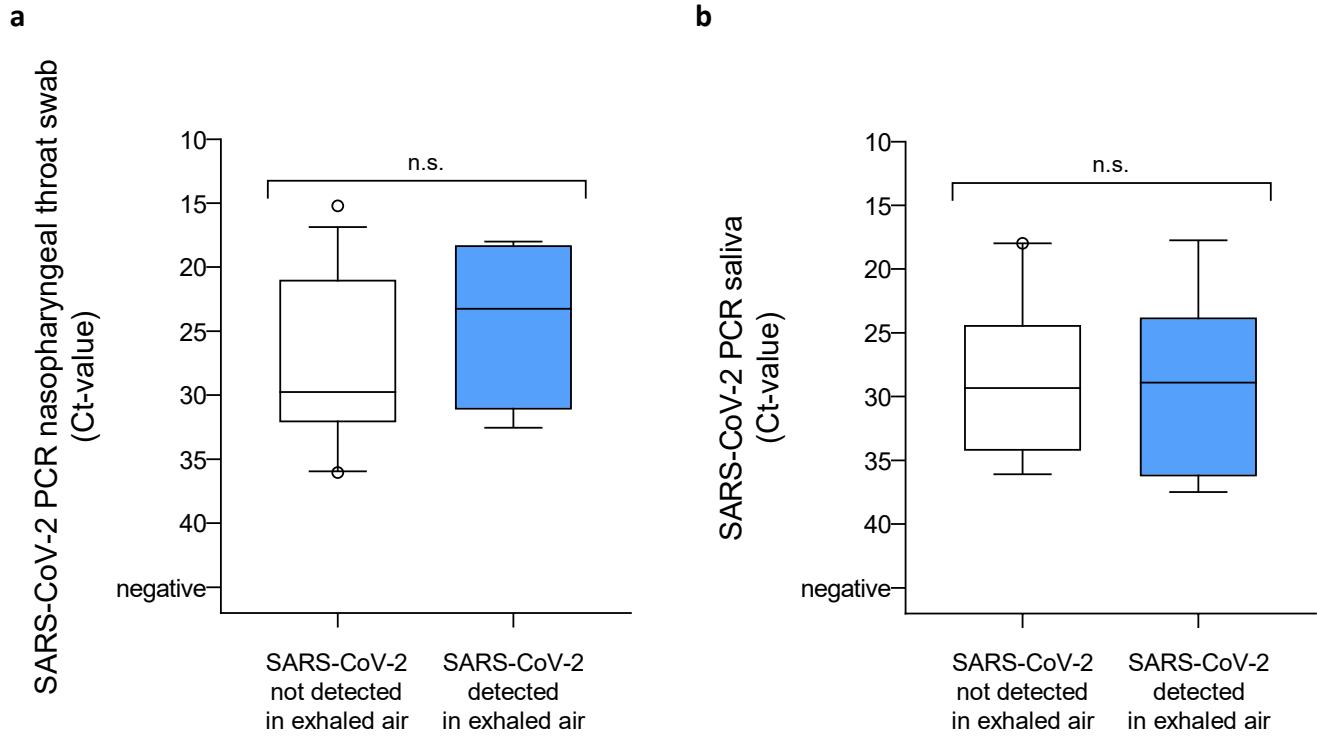 a
SARS-CoV-2 PCR nasopharyngeal throat swab
(Ct-value)
10
15
20
25
30
35
40
negative
n.s.
SARS-CoV-2
not detected
in exhaled air
SARS-CoV-2
detected
in exhaled air
b
SARS-CoV-2 PCR saliva
(Ct-value)
10
15
20
25
30
35
40
negative
n.s.
SARS-CoV-2
not detected
in exhaled air
SARS-CoV-2
detected
in exhaled air